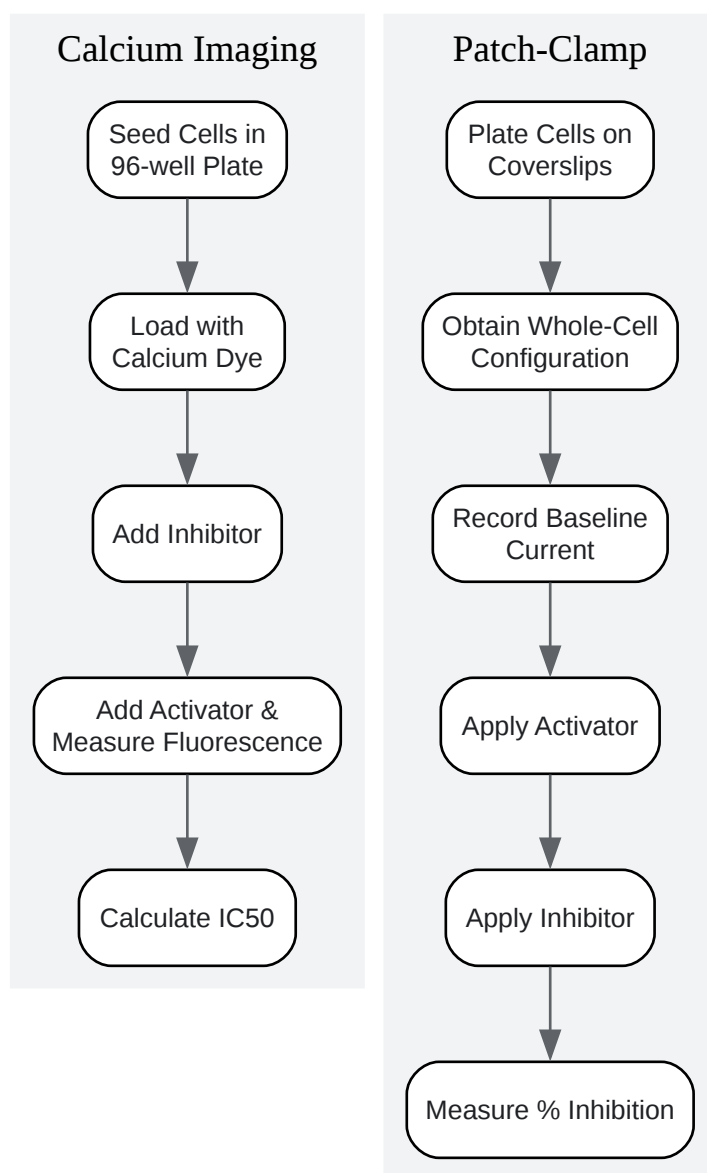 Calcium Imaging
Seed Cells in
96-well Plate
Load with
Calcium Dye
Add Inhibitor
Add Activator &
Measure Fluorescence
Calculate IC50
Patch-Clamp
Plate Cells on
Coverslips
Obtain Whole-Cell
Configuration
Record Baseline
Current
Apply Activator
Apply Inhibitor
Measure % Inhibition